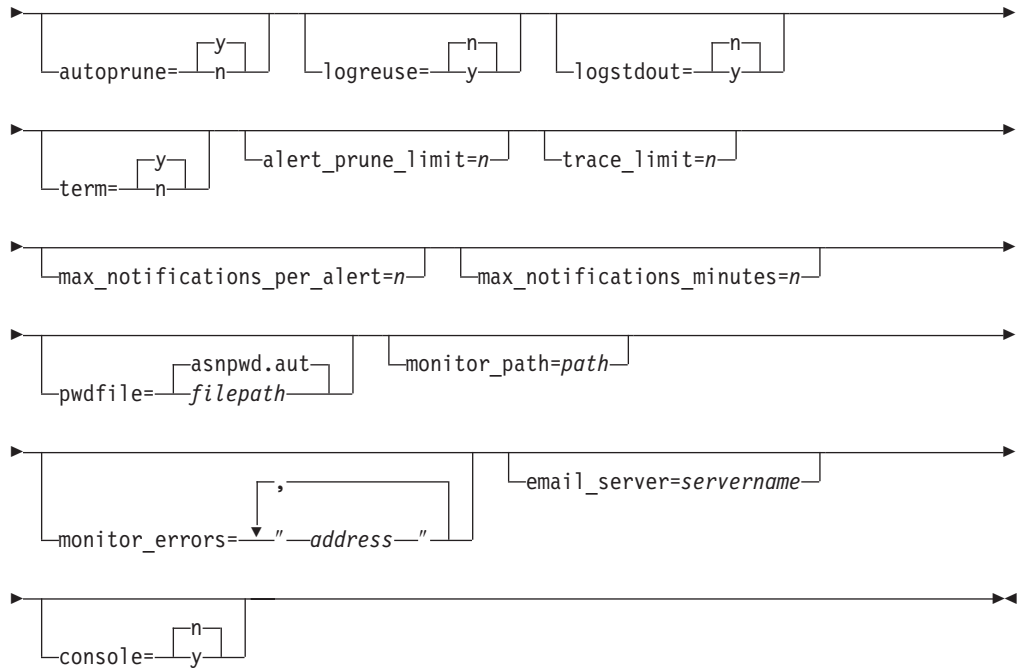 y n n
autoprune= n logreuse= y logstdout= y
y
term= n alert_prune_limit=n trace_limit=n
max_notifications_per_alert=n max_notifications_minutes=n
asnpwd.aut
pwdfile= filepath monitor_path=path
,
monitor_errors= " address " email_server=servername
n
console= y